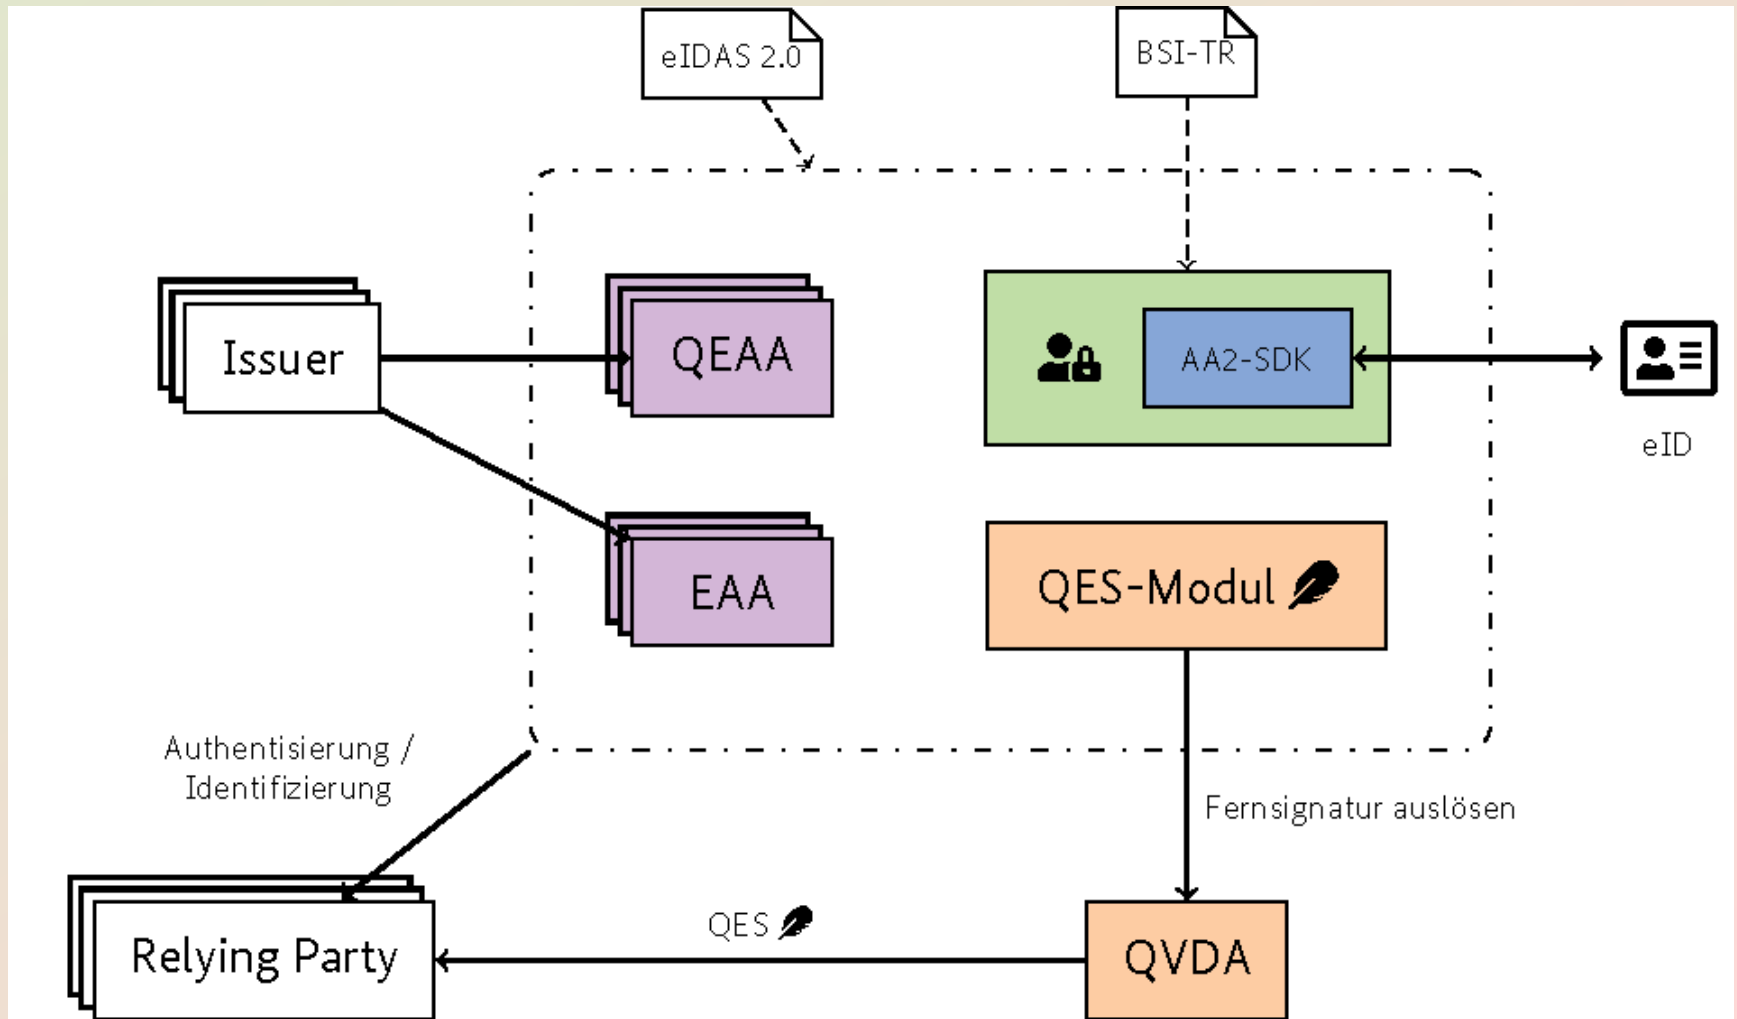 eIDAS 2.0
BSI-TR
Issuer
QEAA
AA2-SDK
eID
EAA
QES-Modul
Authentisierung /
Identifizierung
Fernsignatur auslösen
QES
Relying Party
QVDA